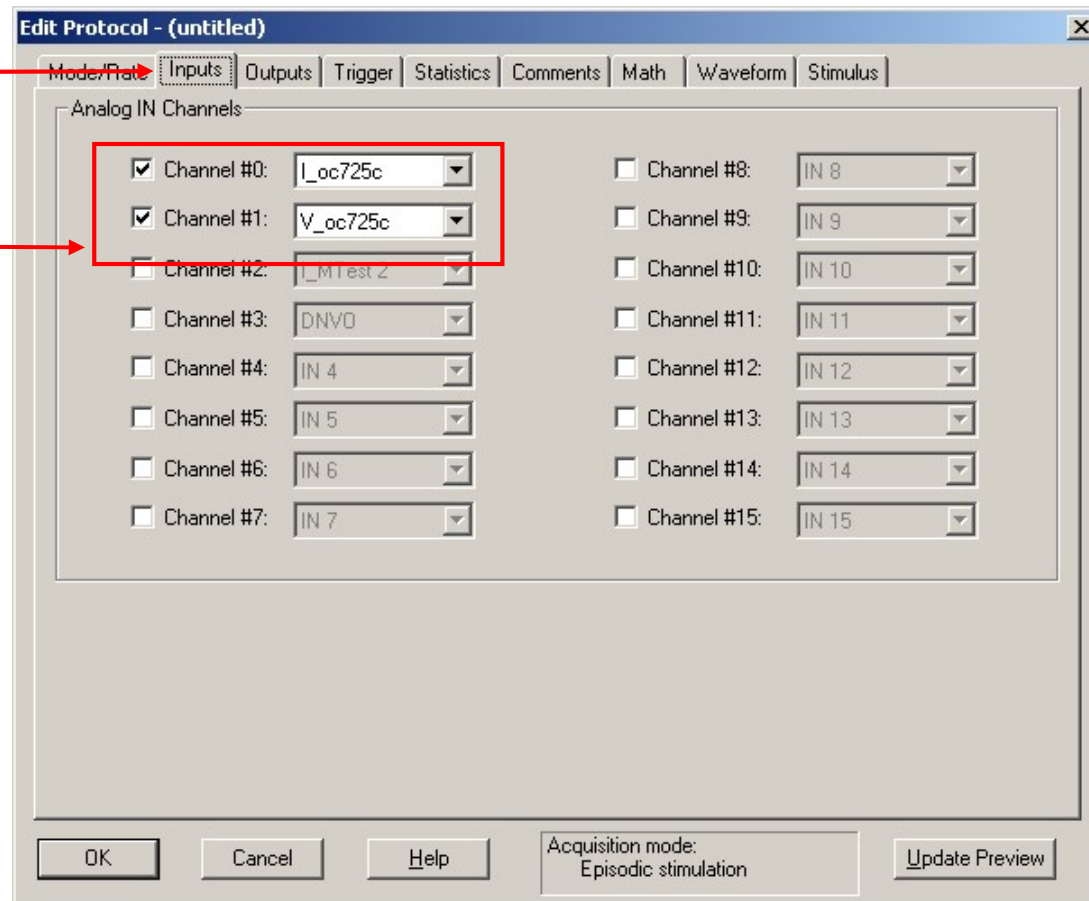 Edit Protocol - (untitled)
Mode/Rate Inputs Outputs Trigger Statistics Comments Math Waveform Stimulus
Analog IN Channels
Channel #0: I_oc725c
Channel #1: V_oc725c
Channel #2: I_MTest 2
Channel #3: DNV0
Channel #4: IN 4
Channel #5: IN 5
Channel #6: IN 6
Channel #7: IN 7
Channel #8: IN 8
Channel #9: IN 9
Channel #10: IN 10
Channel #11: IN 11
Channel #12: IN 12
Channel #13: IN 13
Channel #14: IN 14
Channel #15: IN 15
OK Cancel Help
Acquisition mode:
Episodic stimulation
Update Preview